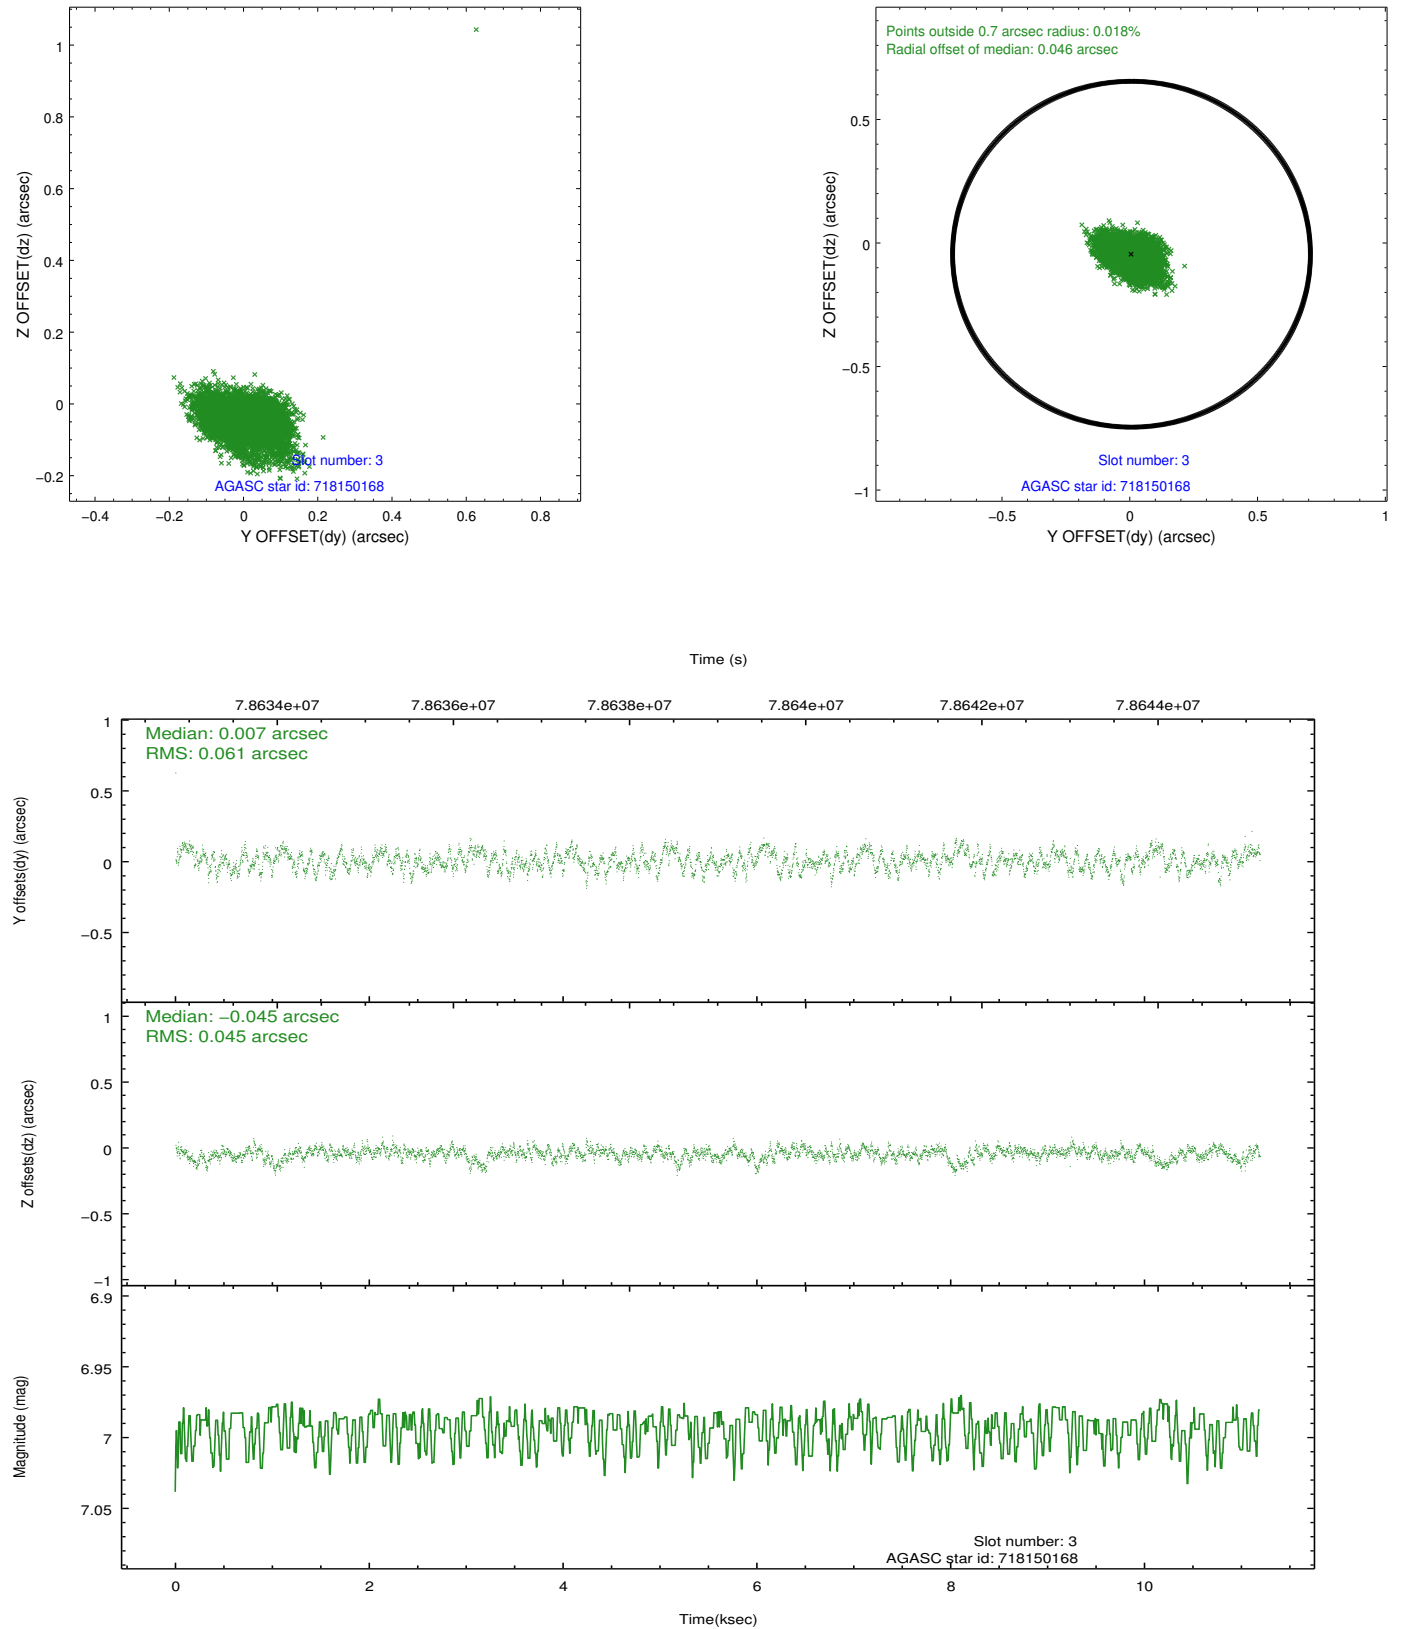 1
0.8
0.6
0.4
0.2
0
−0.2
Z OFFSET(dz) (arcsec)
Slot number: 3
AGASC star id: 718150168
−0.4 −0.2 0 0.2 0.4 0.6 0.8
Y OFFSET(dy) (arcsec)
Points outside 0.7 arcsec radius: 0.018%
Radial offset of median: 0.046 arcsec
0.5
0
−0.5
−1
Z OFFSET(dz) (arcsec)
Slot number: 3
AGASC star id: 718150168
−0.5 0 0.5 1
Y OFFSET(dy) (arcsec)
Time (s)
7.8634e+07 7.8636e+07 7.8638e+07 7.864e+07 7.8642e+07 7.8644e+07
Median: 0.007 arcsec
RMS: 0.061 arcsec
1
0.5
0
−0.5
Y offsets(dy) (arcsec)
Median: −0.045 arcsec
RMS: 0.045 arcsec
1
0.5
0
−0.5
−1
Z offsets(dz) (arcsec)
6.9
6.95
7
7.05
Magnitude (mag)
Slot number: 3
AGASC star id: 718150168
0 2 4 6 8 10
Time(ksec)